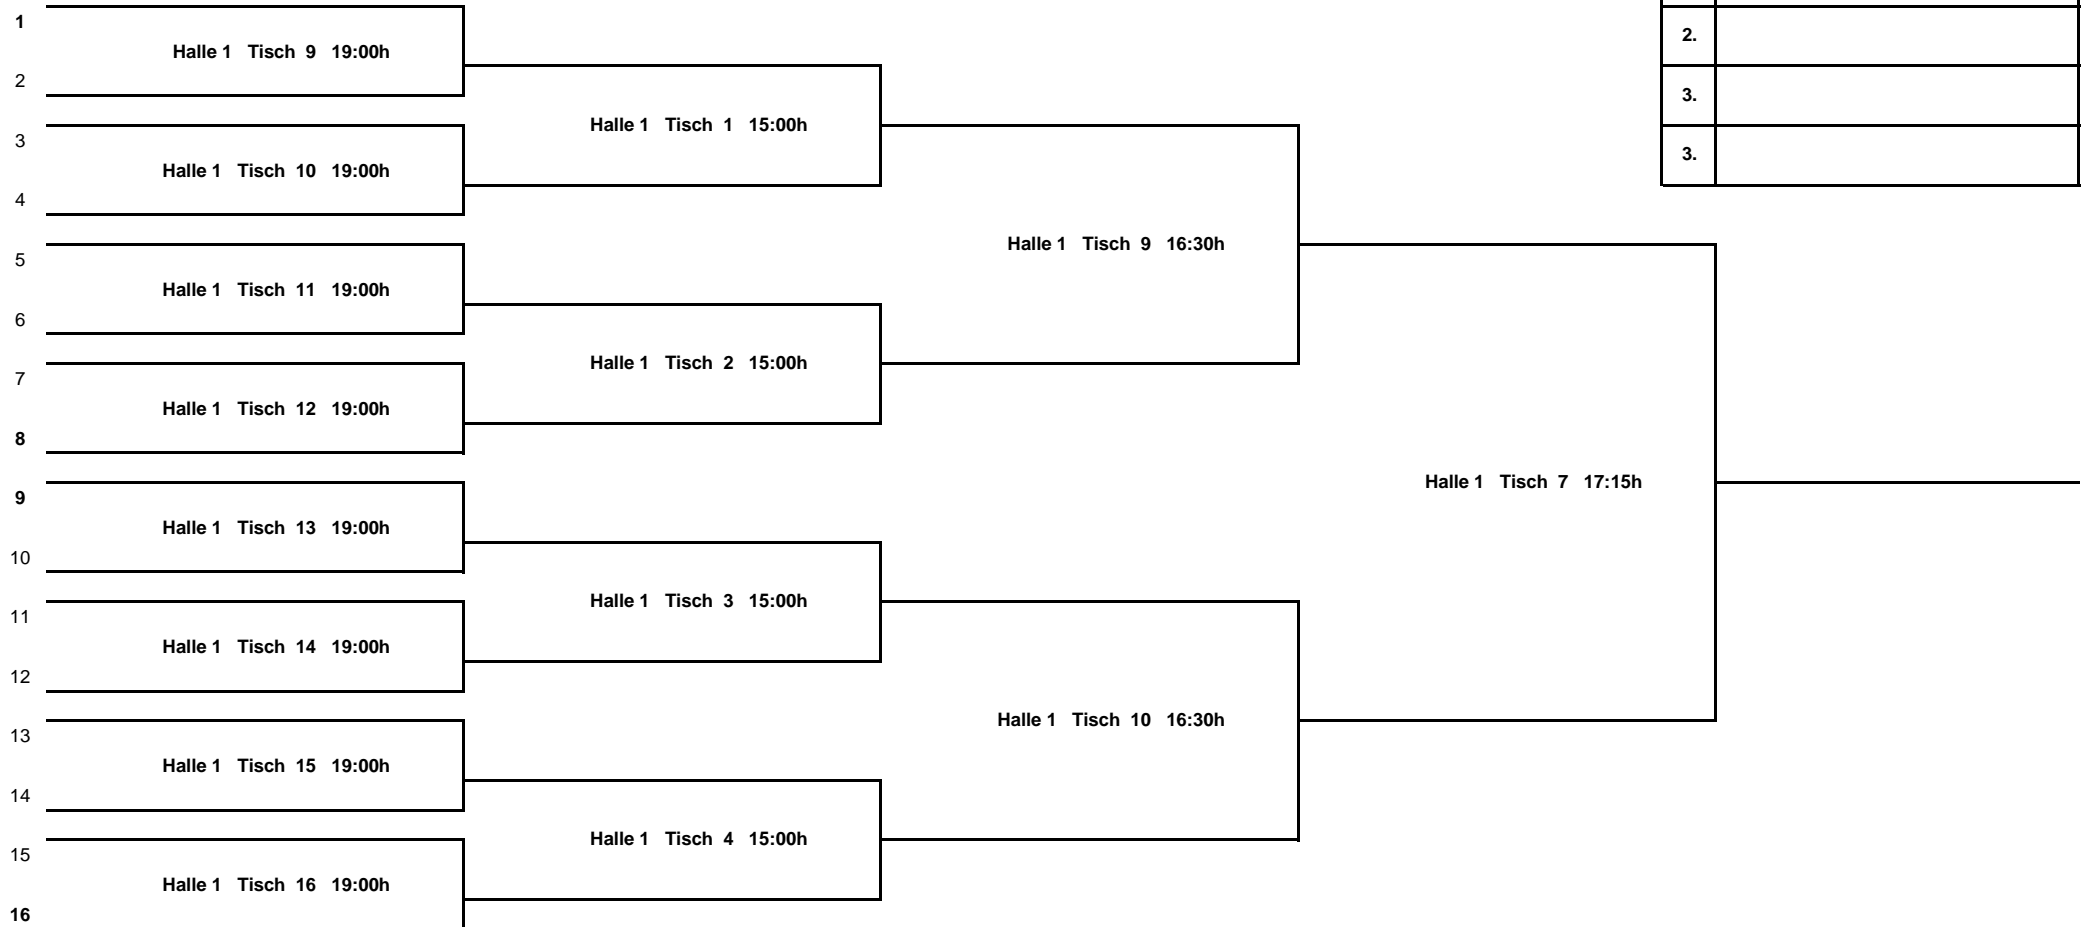 1
Halle 1 Tisch 9 19:00h
2
3
Halle 1 Tisch 10 19:00h
4
5
Halle 1 Tisch 11 19:00h
6
7
Halle 1 Tisch 12 19:00h
8
9
Halle 1 Tisch 13 19:00h
10
11
Halle 1 Tisch 14 19:00h
12
13
Halle 1 Tisch 15 19:00h
14
15
Halle 1 Tisch 16 19:00h
16
Halle 1 Tisch 1 15:00h
Halle 1 Tisch 2 15:00h
Halle 1 Tisch 3 15:00h
Halle 1 Tisch 4 15:00h
Halle 1 Tisch 9 16:30h
Halle 1 Tisch 10 16:30h
Halle 1 Tisch 7 17:15h
2.
3.
3.